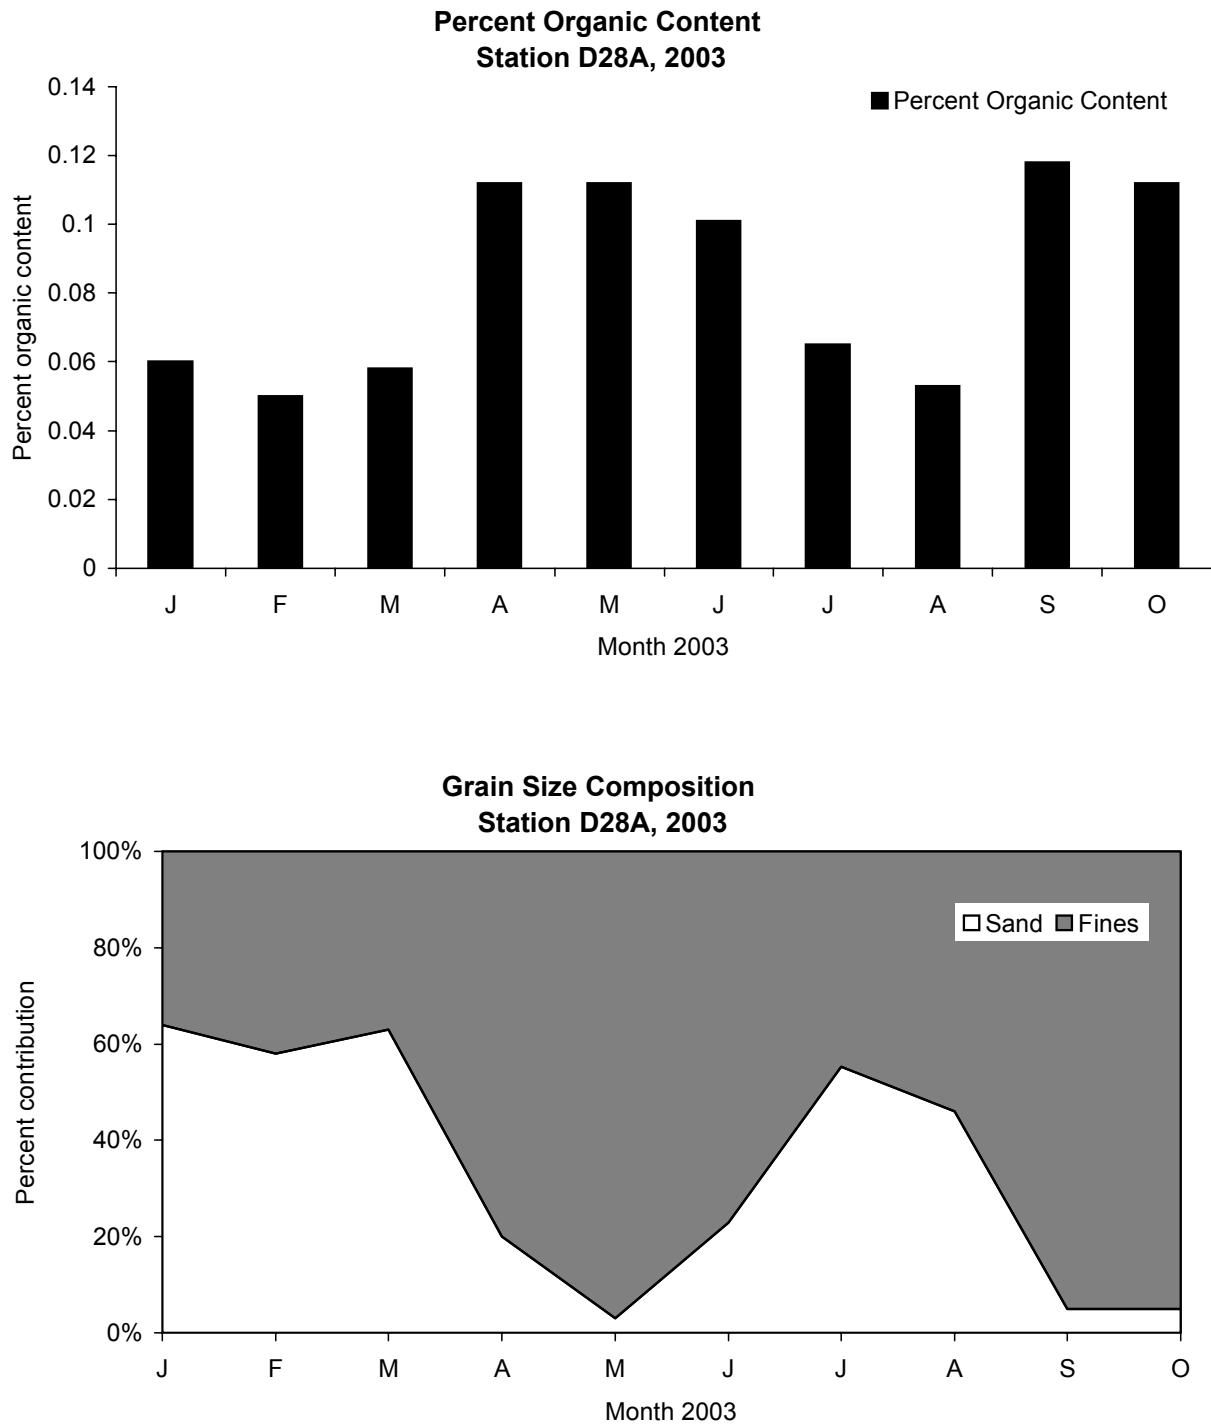 Percent Organic Content
Station D28A, 2003
Percent Organic Content
Percent organic content
0.14
0.12
0.1
0.08
0.06
0.04
0.02
0
J F M A M J J A S O
Month 2003
Grain Size Composition
Station D28A, 2003
Sand Fines
Percent contribution
100%
80%
60%
40%
20%
0%
J F M A M J J A S O
Month 2003